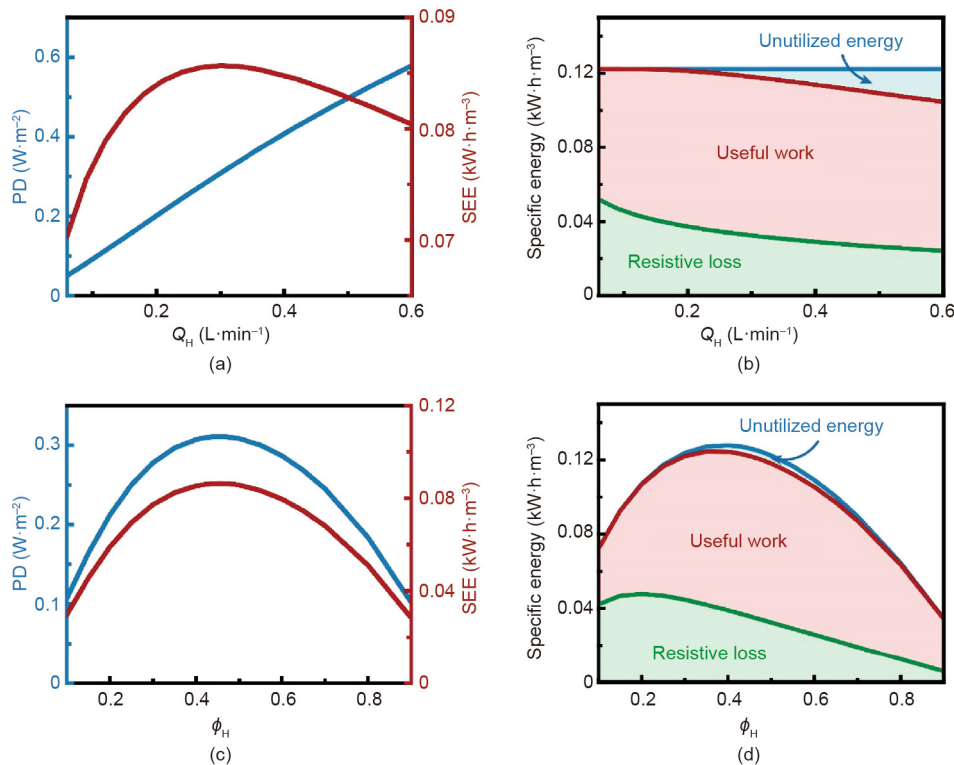 PD (W·m⁻²)
0.6
0.4
0.2
0
0.09
0.08
0.07
SEE (kW·h·m⁻³)
0.2
0.4
0.6
Q_H (L·min⁻¹)
(a)
Specific energy (kW·h·m⁻³)
0.12
0.08
0.04
0
Unutilized energy
Useful work
Resistive loss
0.2
0.4
0.6
Q_H (L·min⁻¹)
(b)
PD (W·m⁻²)
0.3
0.2
0.1
0
0.12
0.08
0.04
0
SEE (kW·h·m⁻³)
0.2
0.4
0.6
0.8
ϕ_H
(c)
Specific energy (kW·h·m⁻³)
0.12
0.08
0.04
0
Unutilized energy
Useful work
Resistive loss
0.2
0.4
0.6
0.8
ϕ_H
(d)